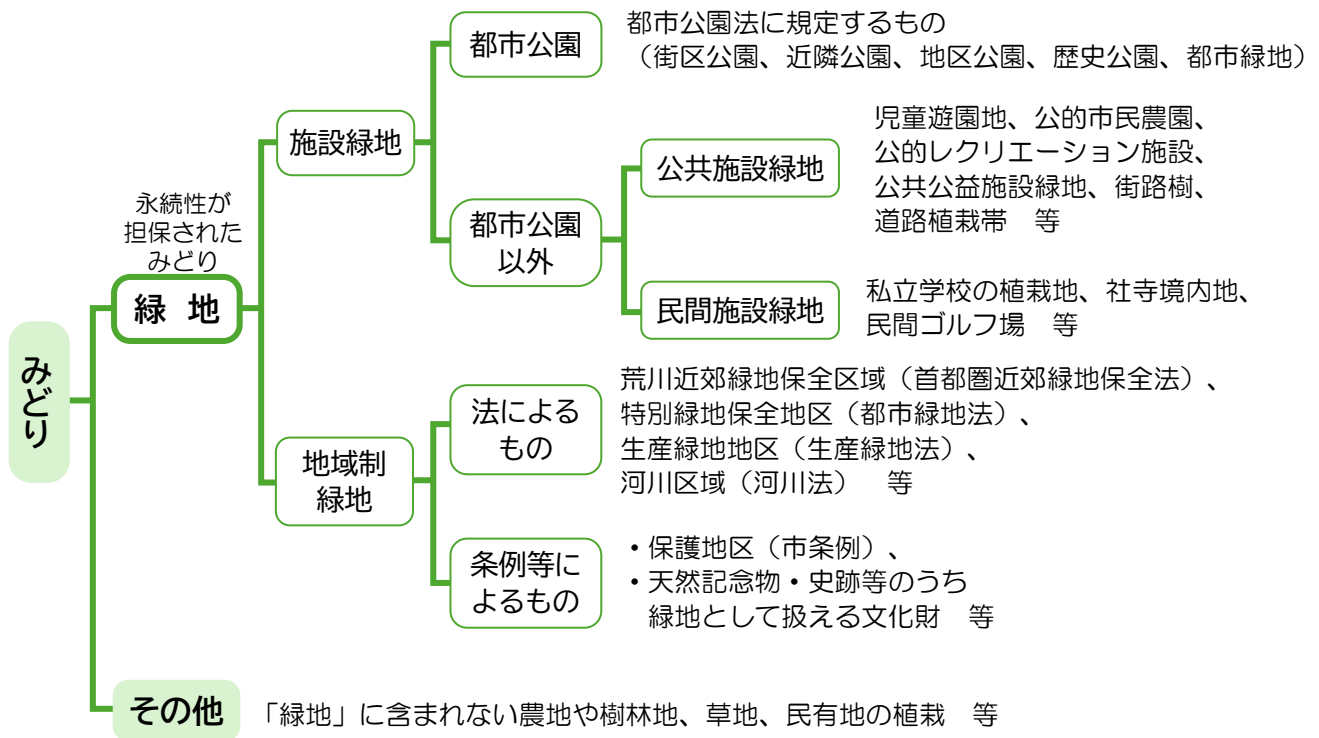 みどり
永続性が
担保された
みどり
緑 地
施設緑地
都市公園
都市公園法に規定するもの
(街区公園、近隣公園、地区公園、歴史公園、都市緑地)
都市公園
以外
公共施設緑地
児童遊園地、公的市民農園、
公的レクリエーション施設、
公共公益施設緑地、街路樹、
道路植栽帯 等
民間施設緑地
私立学校の植栽地、社寺境内地、
民間ゴルフ場 等
地域制
緑地
法による
もの
荒川近郊緑地保全区域(首都圏近郊緑地保全法)、
特別緑地保全地区(都市緑地法)、
生産緑地地区(生産緑地法)、
河川区域(河川法) 等
条例等に
よるもの
・保護地区(市条例)、
・天然記念物・史跡等のうち
緑地として扱える文化財 等
その他
「緑地」に含まれない農地や樹林地、草地、民有地の植栽 等